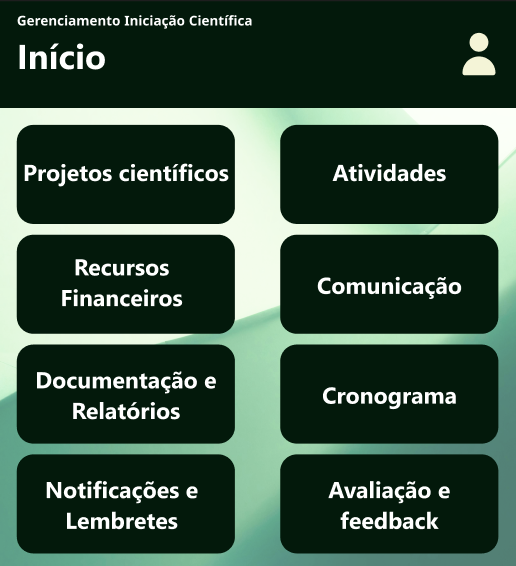 Gerenciamento Iniciação Científica
Início
Projetos científicos
Atividades
Recursos
Financeiros
Comunicação
Documentação e
Relatórios
Cronograma
Notificações e
Lembretes
Avaliação e
feedback